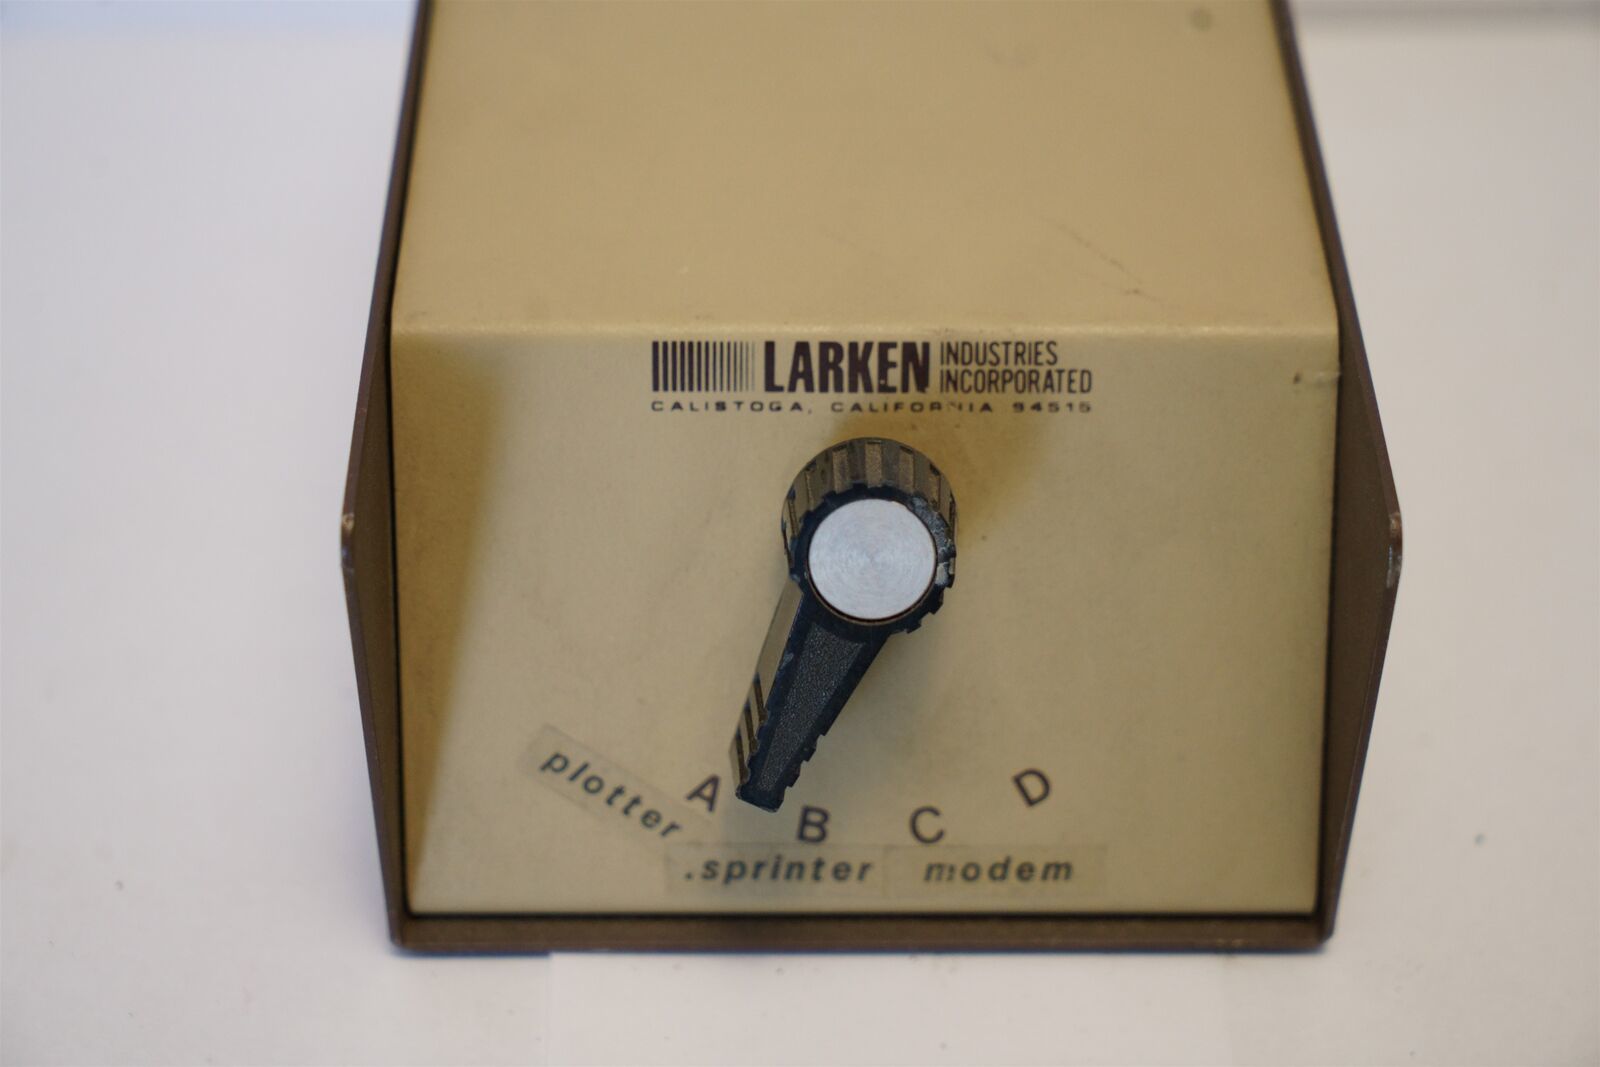 LARKEN INDUSTRIES
INCORPORATED
CALISTOGA, CALIFORNIA 94515
A B C D
plotter
.sprinter modem